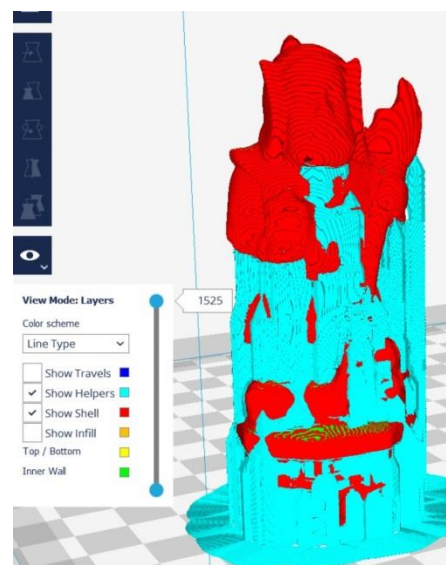 View Mode: Layers
1525
Color scheme
Line Type
Show Travels
Show Helpers
Show Shell
Show Infill
Top / Bottom
Inner Wall